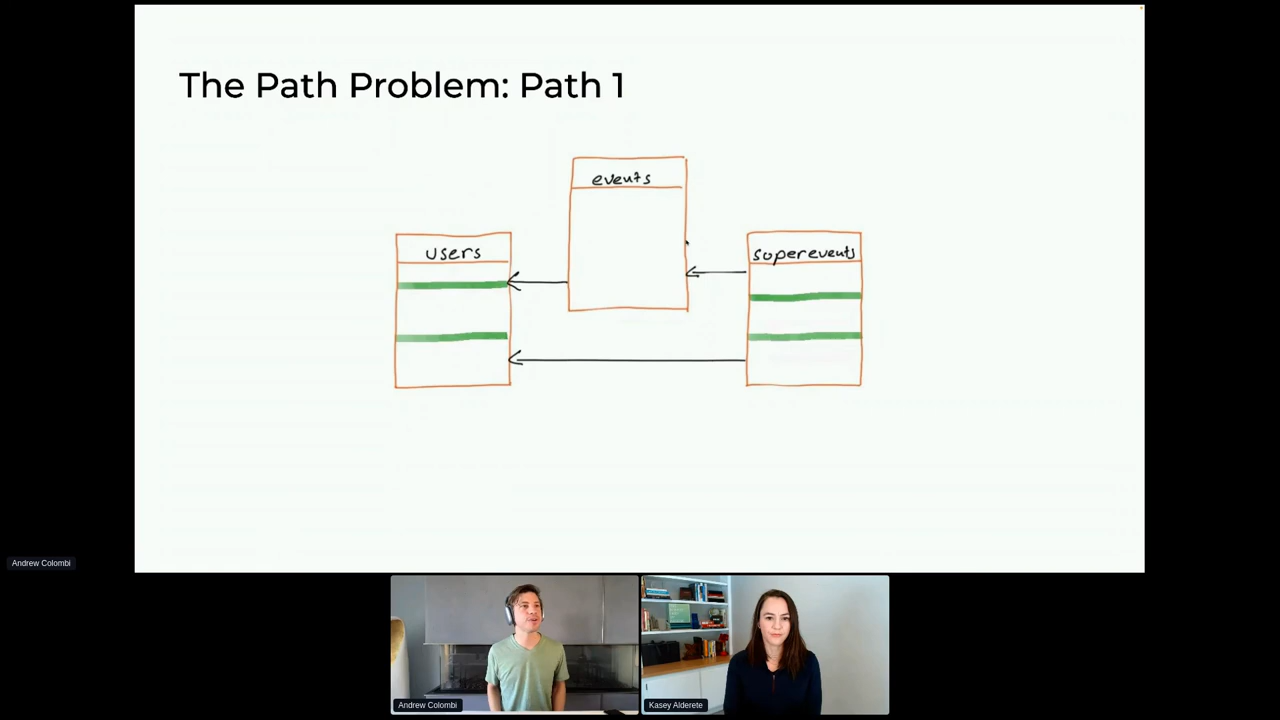 The Path Problem: Path 1
events
users
superevents
Andrew Colombi
Andrew Colombi
Kasey Alderete